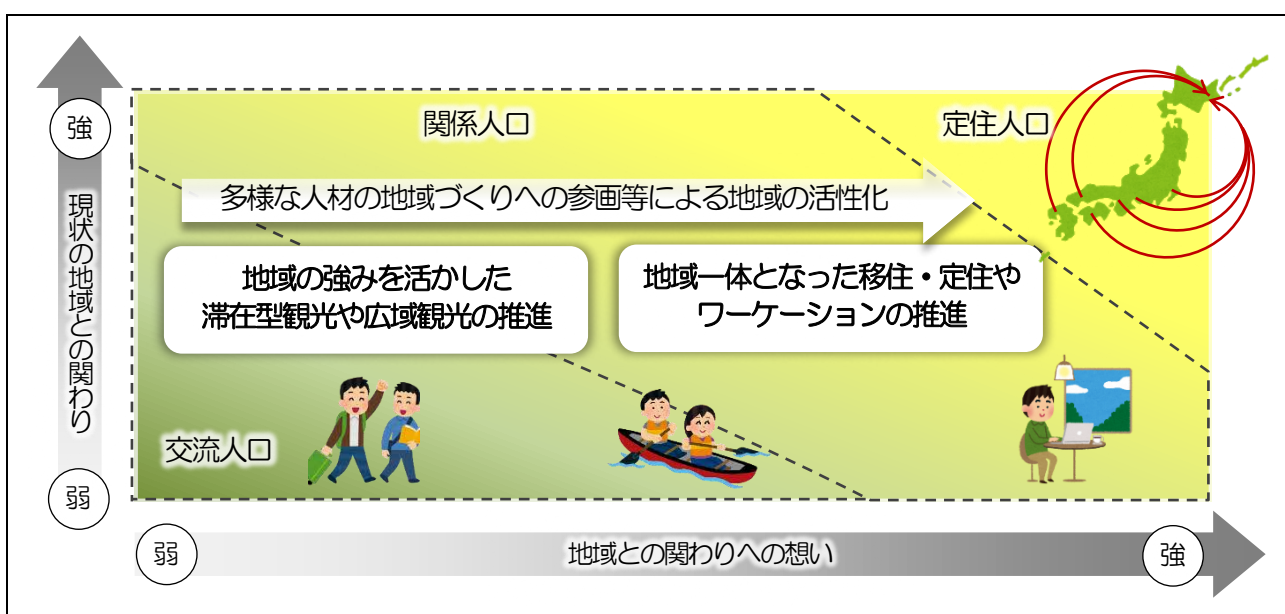 強
現状の地域との関わり
弱
関係人口
定住人口
多様な人材の地域づくりへの参画等による地域の活性化
地域の強みを活かした
滞在型観光や広域観光の推進
地域一体となった移住・定住や
ワーケーションの推進
交流人口
弱
地域との関わりへの想い
強